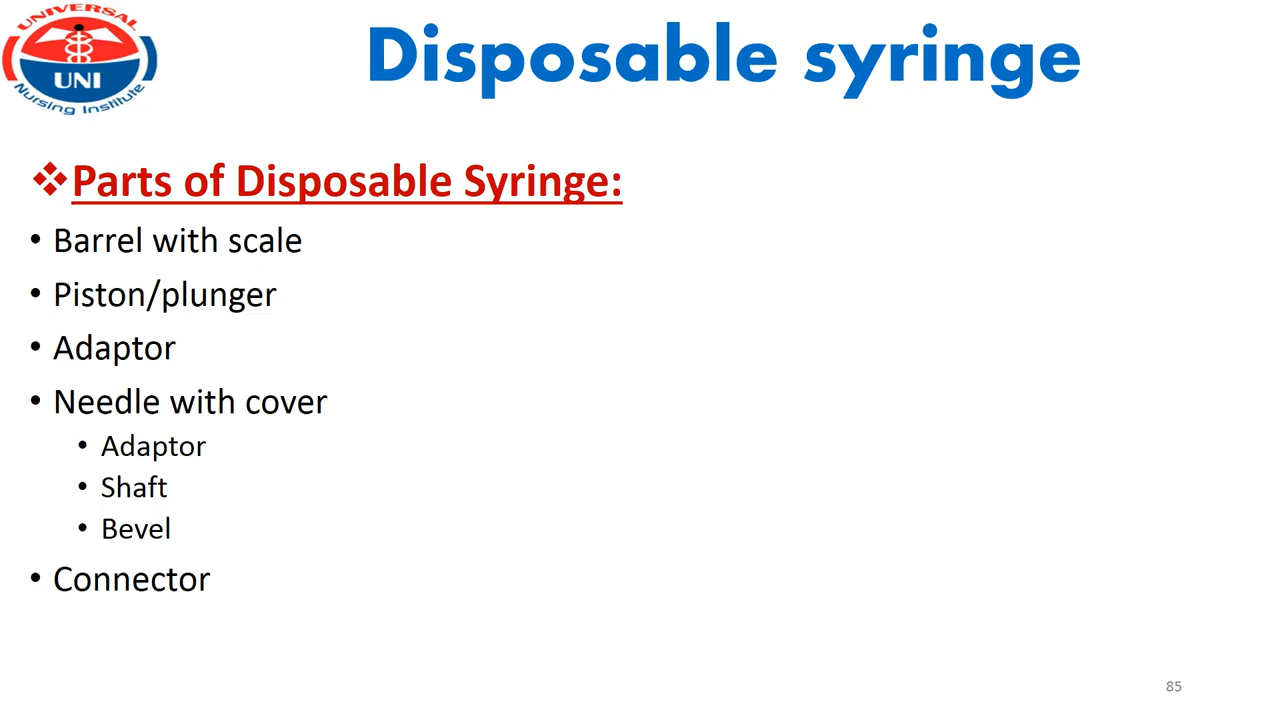 UNIVERSAL
UNI
Nursing Institute
Disposable syringe
❖Parts of Disposable Syringe:
• Barrel with scale
• Piston/plunger
• Adaptor
• Needle with cover
• Adaptor
• Shaft
• Bevel
• Connector
85